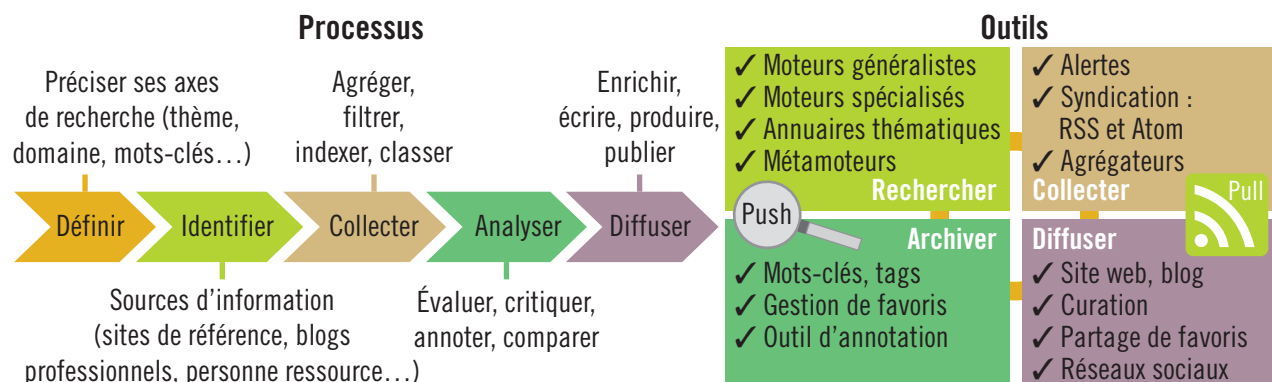 Processus
Préciser ses axes
de recherche (thème,
domaine, mots-clés…)
Agréger,
filtrer,
indexer, classer
Enrichir,
écrire, produire,
publier
Définir
Identifier
Collecter
Analyser
Diffuser
Sources d’information
(sites de référence, blogs
professionnels, personne ressource…)
Évaluer, critiquer,
annoter, comparer
Outils
✓ Moteurs généralistes
✓ Moteurs spécialisés
✓ Annuaires thématiques
✓ Métamoteurs
Rechercher
✓ Alertes
✓ Syndication :
RSS et Atom
✓ Agrégateurs
Collecter
Pull
Push
Archiver
✓ Mots-clés, tags
✓ Gestion de favoris
✓ Outil d’annotation
Diffuser
✓ Site web, blog
✓ Curation
✓ Partage de favoris
✓ Réseaux sociaux